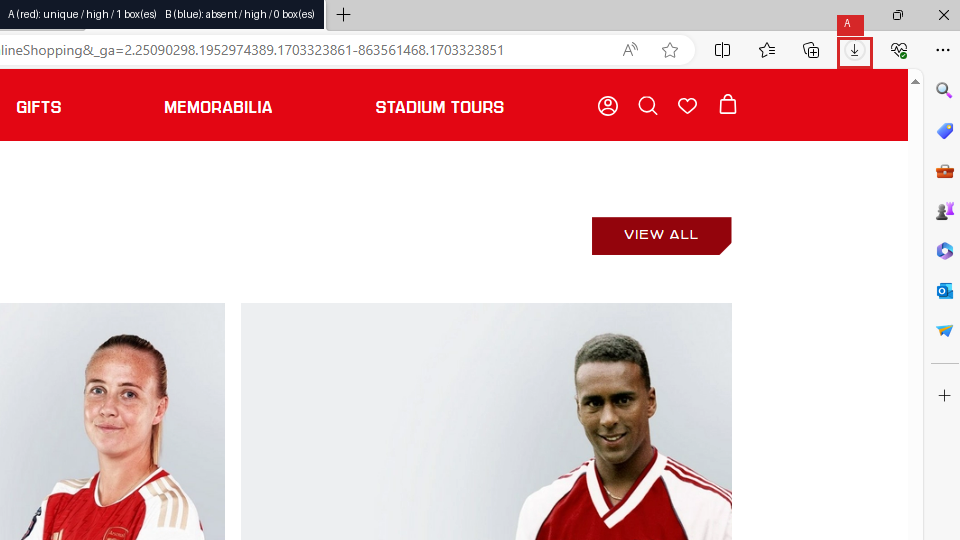 A (red): unique / high / 1 box(es) B (blue): absent / high / 0 box(es)
A
lineShopping&_ga=2.25090298.1952974389.1703323861-863561468.1703323851
GIFTS MEMORABILIA STADIUM TOURS
VIEW ALL